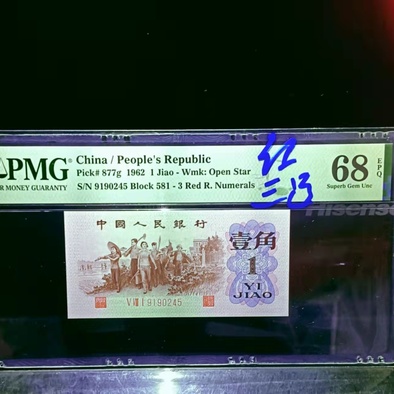 PMG
MONEY GUARANTY
China / People's Republic
Pick# 877g 1962 1 Jiao - Wmk: Open Star
S/N 9190245 Block 581 - 3 Red R. Numerals
红
三
68
EPQ
Superb Gem Unc
Hisense
中國人民銀行
壹角
1
YI
JIAO
V Ⅷ I 9190245